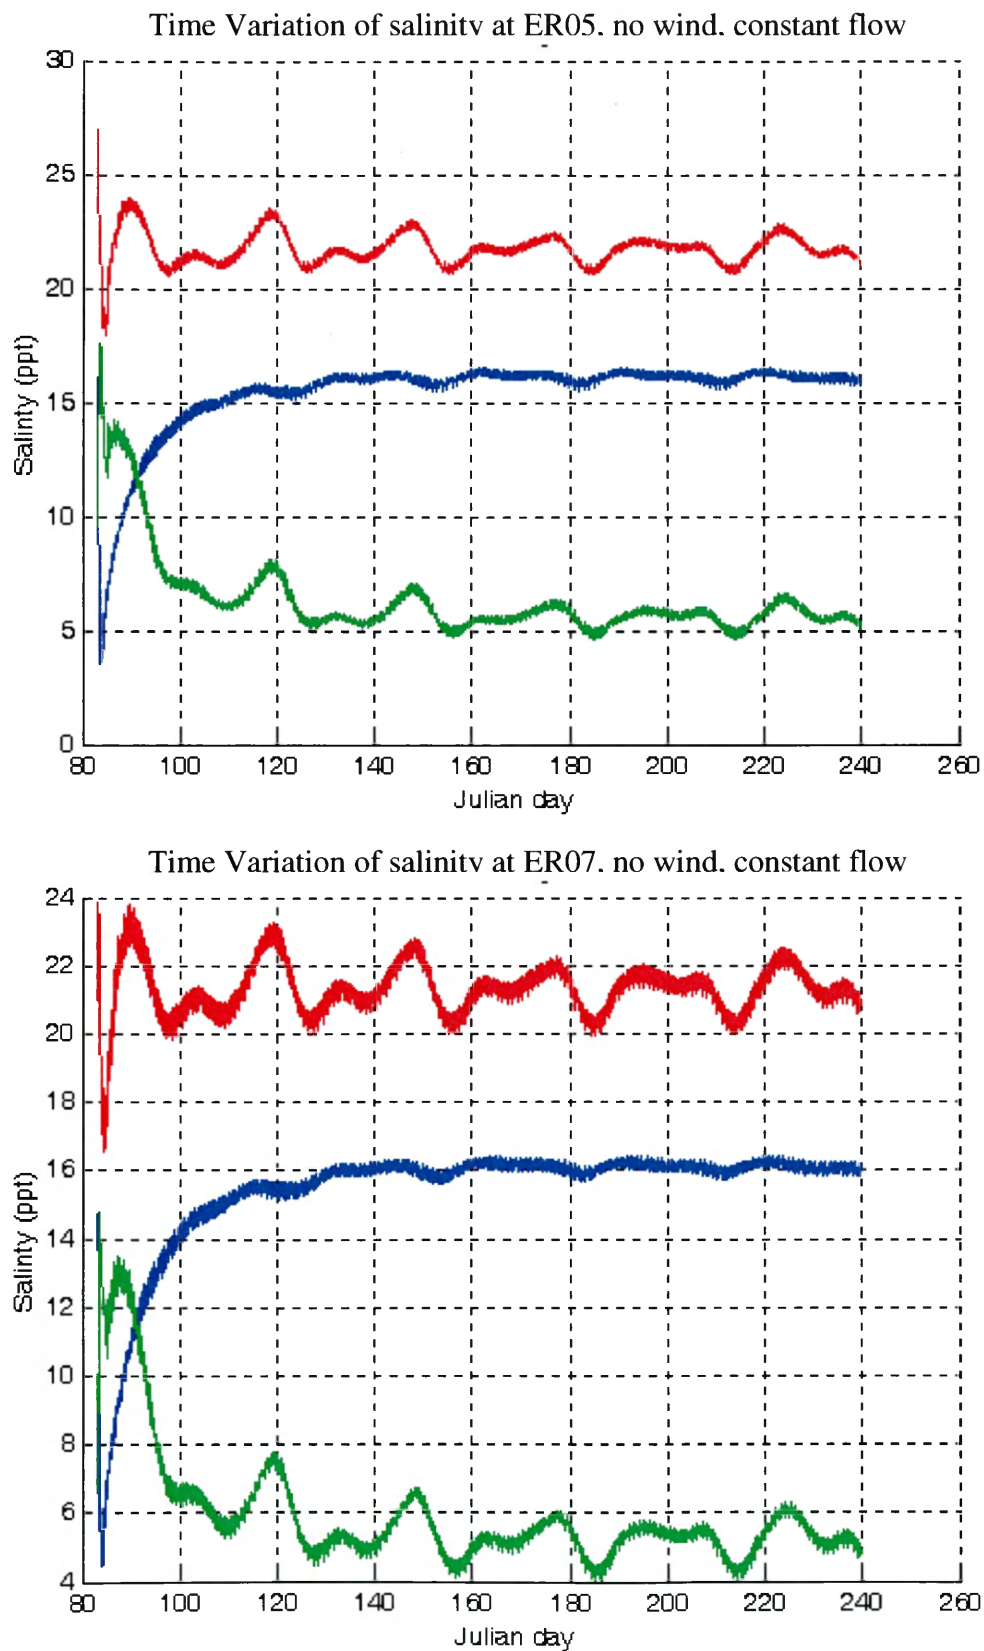 Time Variation of salinity at ER05, no wind, constant flow
30
25
20
15
10
5
0
Salinty (ppt)
80 100 120 140 160 180 200 220 240 260
Julian day
Time Variation of salinity at ER07, no wind, constant flow
24
22
20
18
16
14
12
10
8
6
4
Salinty (ppt)
80 100 120 140 160 180 200 220 240 260
Julian day